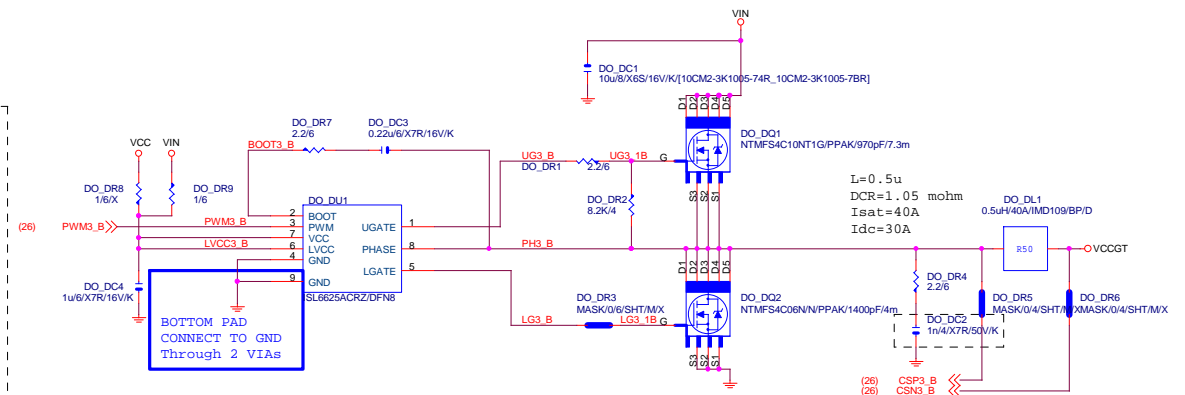 VIN
DO_DC1
10u/8/X6S/16V/K/[10CM2-3K1005-74R_10CM2-3K1005-7BR]
D1 D2 D3 D4 D5
DO_DR7
2.2/6
DO_DC3
0.22u/6/X7R/16V/K
VCC VIN
BOOT3_B
UG3_B
DO_DR1
2.2/6
UG3_1B
G
DO_DQ1
NTMFS4C10NT1G/PPAK/970pF/7.3m
S3 S2 S1
DO_DR8
1/6/X
DO_DR9
1/6
DO_DR2
8.2K/4
L=0.5u
DCR=1.05 mohm
Isat=40A
Idc=30A
DO_DL1
0.5uH/40A/IMD109/BP/D
R50
VCCGT
DO_DU1
2 BOOT
3 PWM
7 VCC
6 LVCC
4 GND
9 GND
UGATE 1
PHASE 8
LGATE 5
SL6625ACRZ/DFN8
(26) PWM3_B
PWM3_B
LVCC3_B
PH3_B
DO_DC4
1u/6/X7R/16V/K
BOTTOM PAD
CONNECT TO GND
Through 2 VIAs
D1 D2 D3 D4 D5
DO_DR3
MASK/0/6/SHT/M/X
LG3_B
LG3_1B
G
DO_DQ2
NTMFS4C06N/N/PPAK/1400pF/4m
S3 S2 S1
DO_DR4
2.2/6
DO_DC2
1n/4/X7R/50V/K
DO_DR5
MASK/0/4/SHT/M/X
DO_DR6
MASK/0/4/SHT/M/X
(26) CSP3_B
(26) CSN3_B